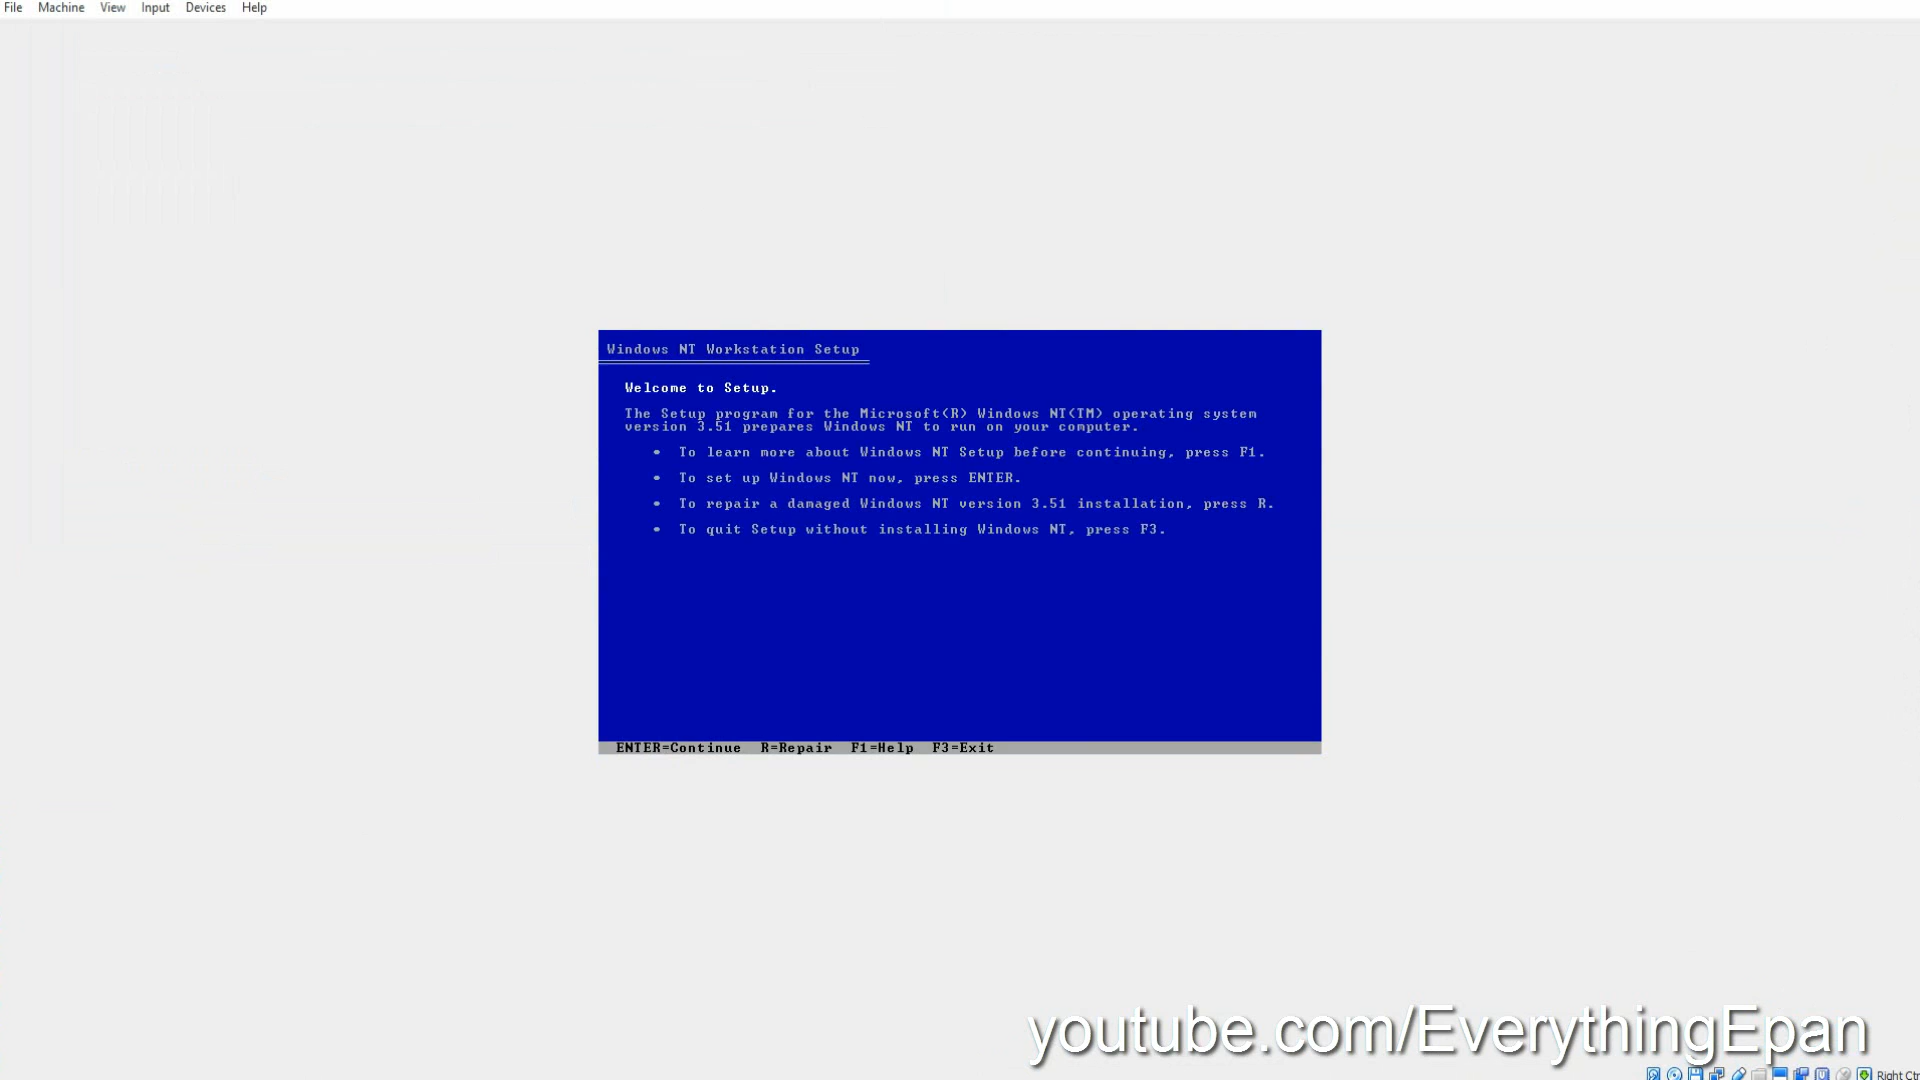 File Machine View Input Devices Help
Windows NT Workstation Setup
Welcome to Setup.
The Setup program for the Microsoft(R) Windows NT(TM) operating system
version 3.51 prepares Windows NT to run on your computer.
• To learn more about Windows NT Setup before continuing, press F1.
• To set up Windows NT now, press ENTER.
• To repair a damaged Windows NT version 3.51 installation, press R.
• To quit Setup without installing Windows NT, press F3.
ENTER=Continue R=Repair F1=Help F3=Exit
youtube.com/EverythingEpan
Right Ctr